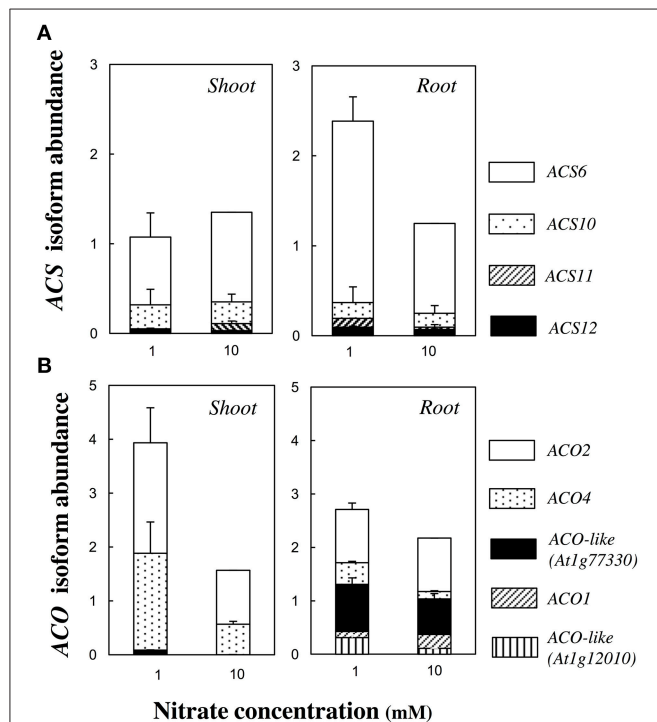 A
ACS isoform abundance
3
2
1
0
Shoot
1
10
3
2
1
0
Root
1
10
ACS6
ACS10
ACS11
ACS12
B
ACO isoform abundance
5
4
3
2
1
0
Shoot
1
10
5
4
3
2
1
0
Root
1
10
ACO2
ACO4
ACO-like
(At1g77330)
ACO1
ACO-like
(At1g12010)
Nitrate concentration (mM)